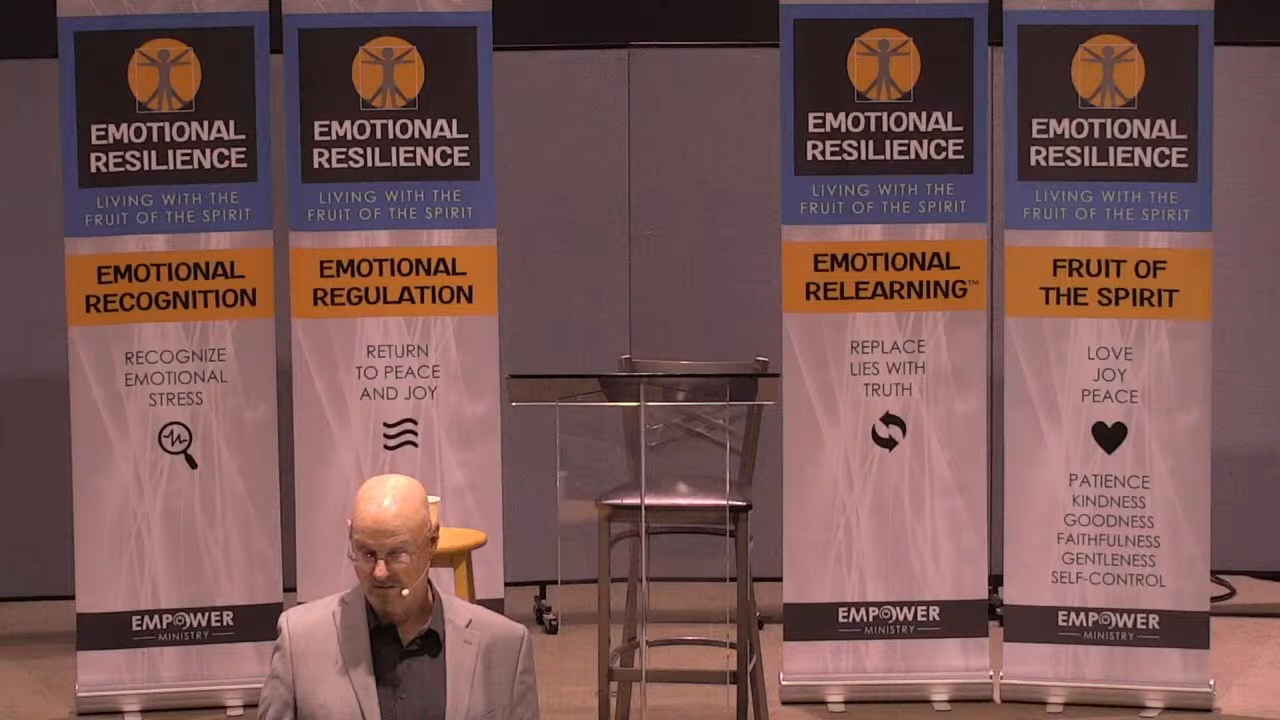 EMOTIONAL
RESILIENCE
LIVING WITH THE
FRUIT OF THE SPIRIT
EMOTIONAL
RECOGNITION
RECOGNIZE
EMOTIONAL
STRESS
EMPOWER
MINISTRY
EMOTIONAL
RESILIENCE
LIVING WITH THE
FRUIT OF THE SPIRIT
EMOTIONAL
REGULATION
RETURN
TO PEACE
AND JOY
EMOTIONAL
RESILIENCE
LIVING WITH THE
FRUIT OF THE SPIRIT
EMOTIONAL
RELEARNING™
REPLACE
LIES WITH
TRUTH
EMPOWER
MINISTRY
EMOTIONAL
RESILIENCE
LIVING WITH THE
FRUIT OF THE SPIRIT
FRUIT OF
THE SPIRIT
LOVE
JOY
PEACE
PATIENCE
KINDNESS
GOODNESS
FAITHFULNESS
GENTLENESS
SELF-CONTROL
EMPOWER
MINISTRY